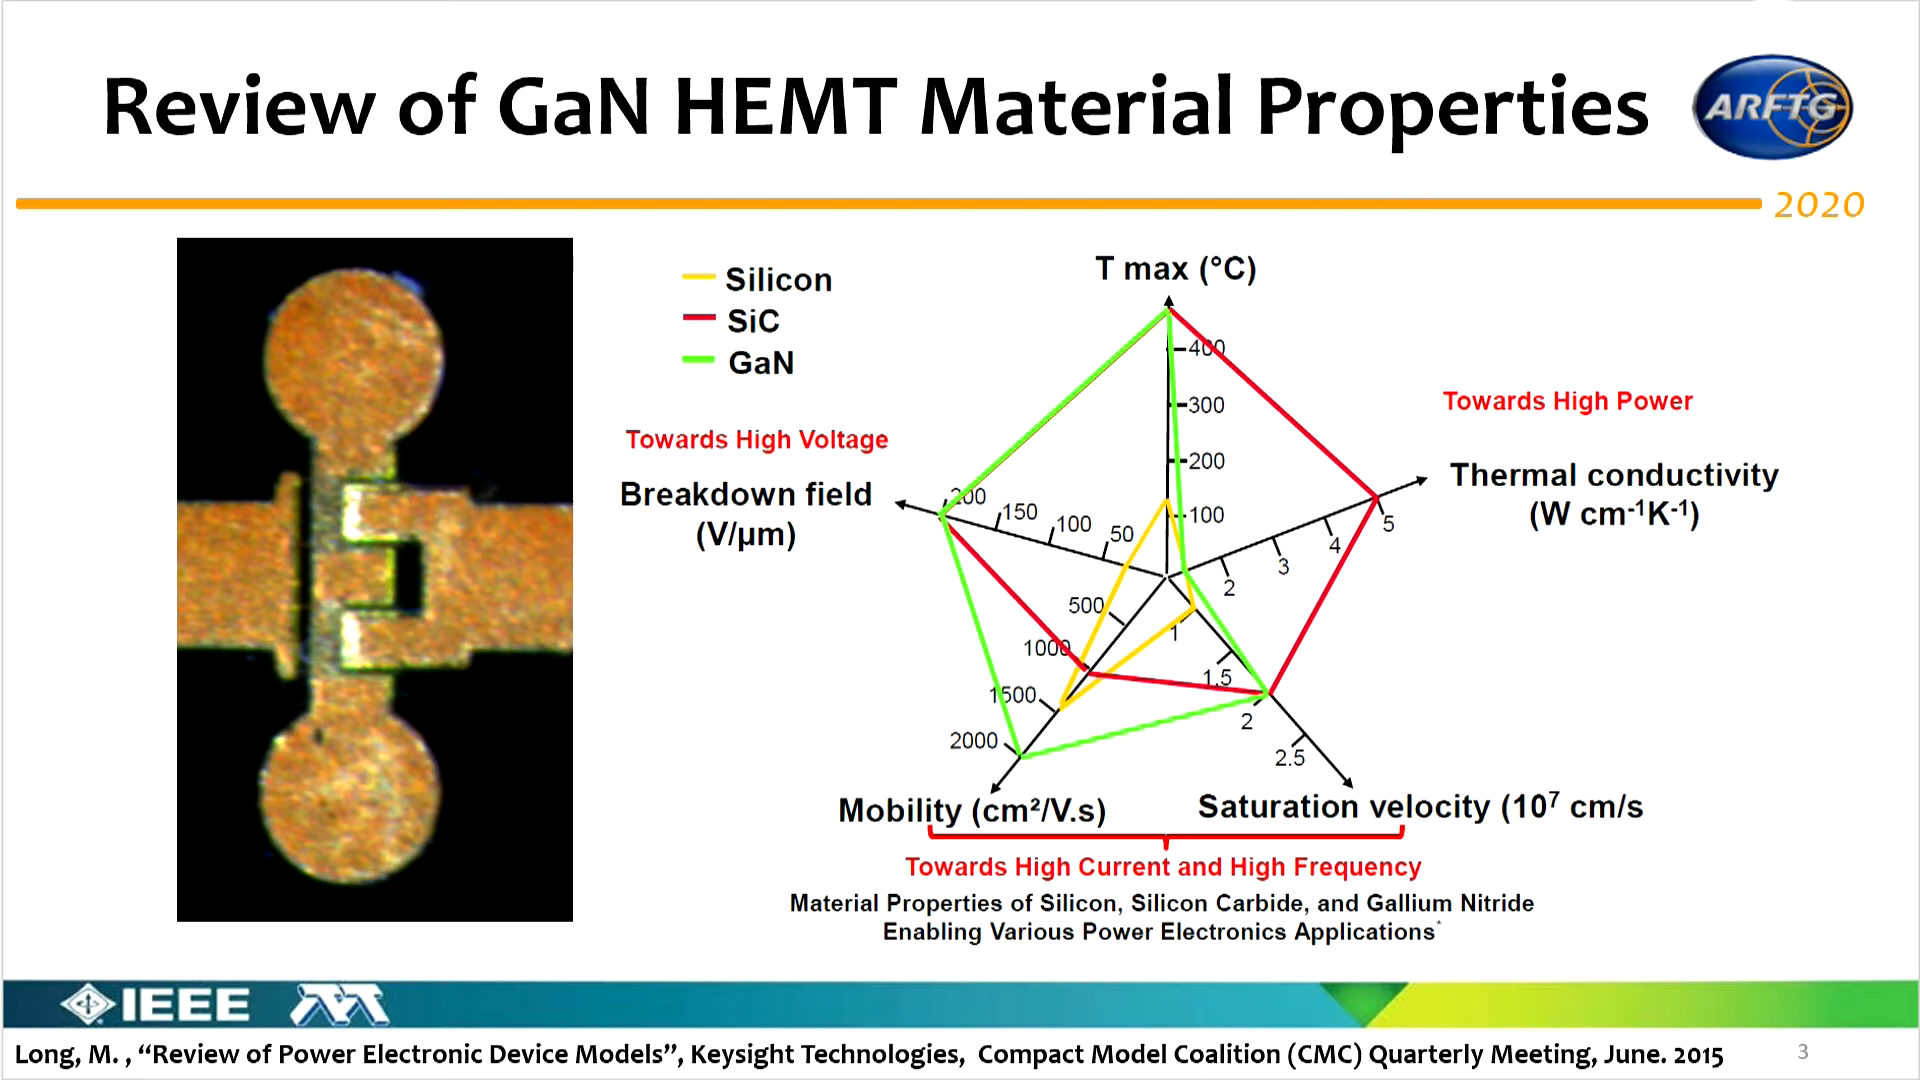 Review of GaN HEMT Material Properties
ARFTG
2020
Silicon
SiC
GaN
T max (°C)
400
300
200
100
Towards High Power
Thermal conductivity
(W cm-1K-1)
5
4
3
2
Towards High Voltage
Breakdown field
(V/µm)
200
150
100
50
500
1000
1500
2000
1
1.5
2
2.5
Mobility (cm²/V.s)
Saturation velocity (10⁷ cm/s
Towards High Current and High Frequency
Material Properties of Silicon, Silicon Carbide, and Gallium Nitride
Enabling Various Power Electronics Applications*
IEEE
Long, M. , “Review of Power Electronic Device Models”, Keysight Technologies, Compact Model Coalition (CMC) Quarterly Meeting, June. 2015
3